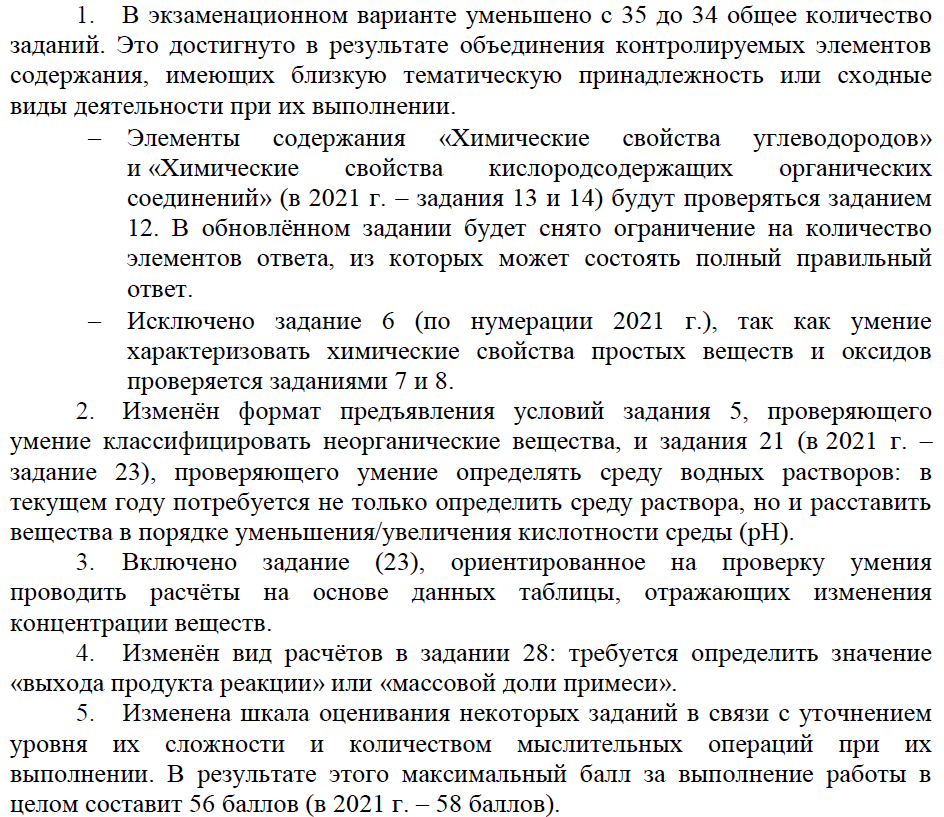 1. В экзаменационном варианте уменьшено с 35 до 34 общее количество
заданий. Это достигнуто в результате объединения контролируемых элементов
содержания, имеющих близкую тематическую принадлежность или сходные
виды деятельности при их выполнении.
– Элементы содержания «Химические свойства углеводородов»
и «Химические свойства кислородсодержащих органических
соединений» (в 2021 г. – задания 13 и 14) будут проверяться заданием
12. В обновлённом задании будет снято ограничение на количество
элементов ответа, из которых может состоять полный правильный
ответ.
– Исключено задание 6 (по нумерации 2021 г.), так как умение
характеризовать химические свойства простых веществ и оксидов
проверяется заданиями 7 и 8.
2. Изменён формат предъявления условий задания 5, проверяющего
умение классифицировать неорганические вещества, и задания 21 (в 2021 г. –
задание 23), проверяющего умение определять среду водных растворов: в
текущем году потребуется не только определить среду раствора, но и расставить
вещества в порядке уменьшения/увеличения кислотности среды (pH).
3. Включено задание (23), ориентированное на проверку умения
проводить расчёты на основе данных таблицы, отражающих изменения
концентрации веществ.
4. Изменён вид расчётов в задании 28: требуется определить значение
«выхода продукта реакции» или «массовой доли примеси».
5. Изменена шкала оценивания некоторых заданий в связи с уточнением
уровня их сложности и количеством мыслительных операций при их
выполнении. В результате этого максимальный балл за выполнение работы в
целом составит 56 баллов (в 2021 г. – 58 баллов).